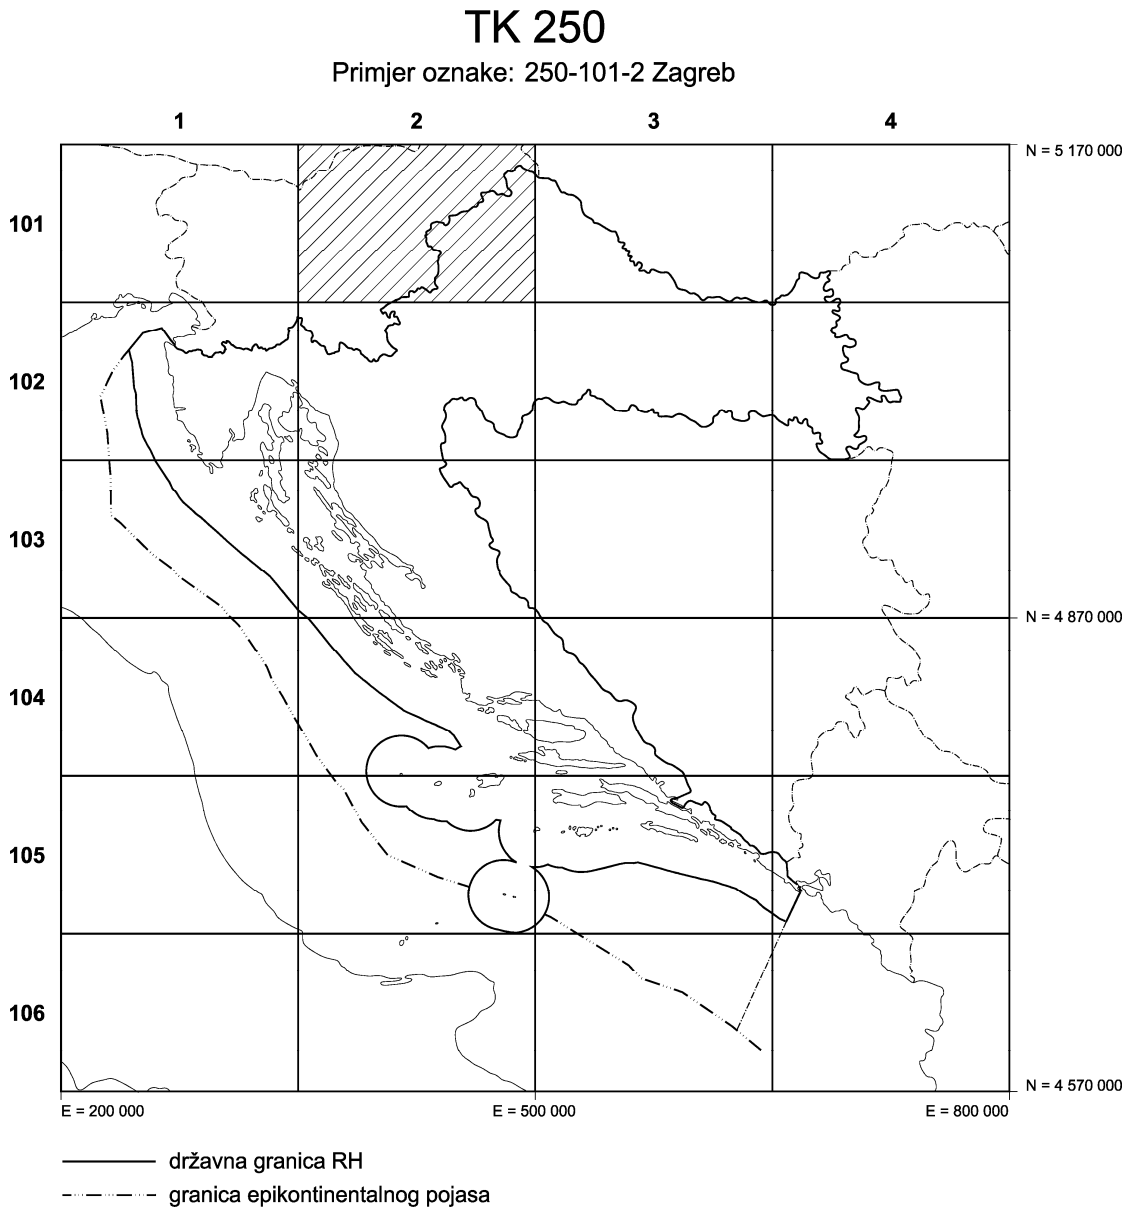 TK 250
Primjer oznake: 250-101-2 Zagreb
1 2 3 4
N = 5 170 000
101
102
103
N = 4 870 000
104
105
106
N = 4 570 000
E = 200 000 E = 500 000 E = 800 000
državna granica RH
granica epikontinentalnog pojasa